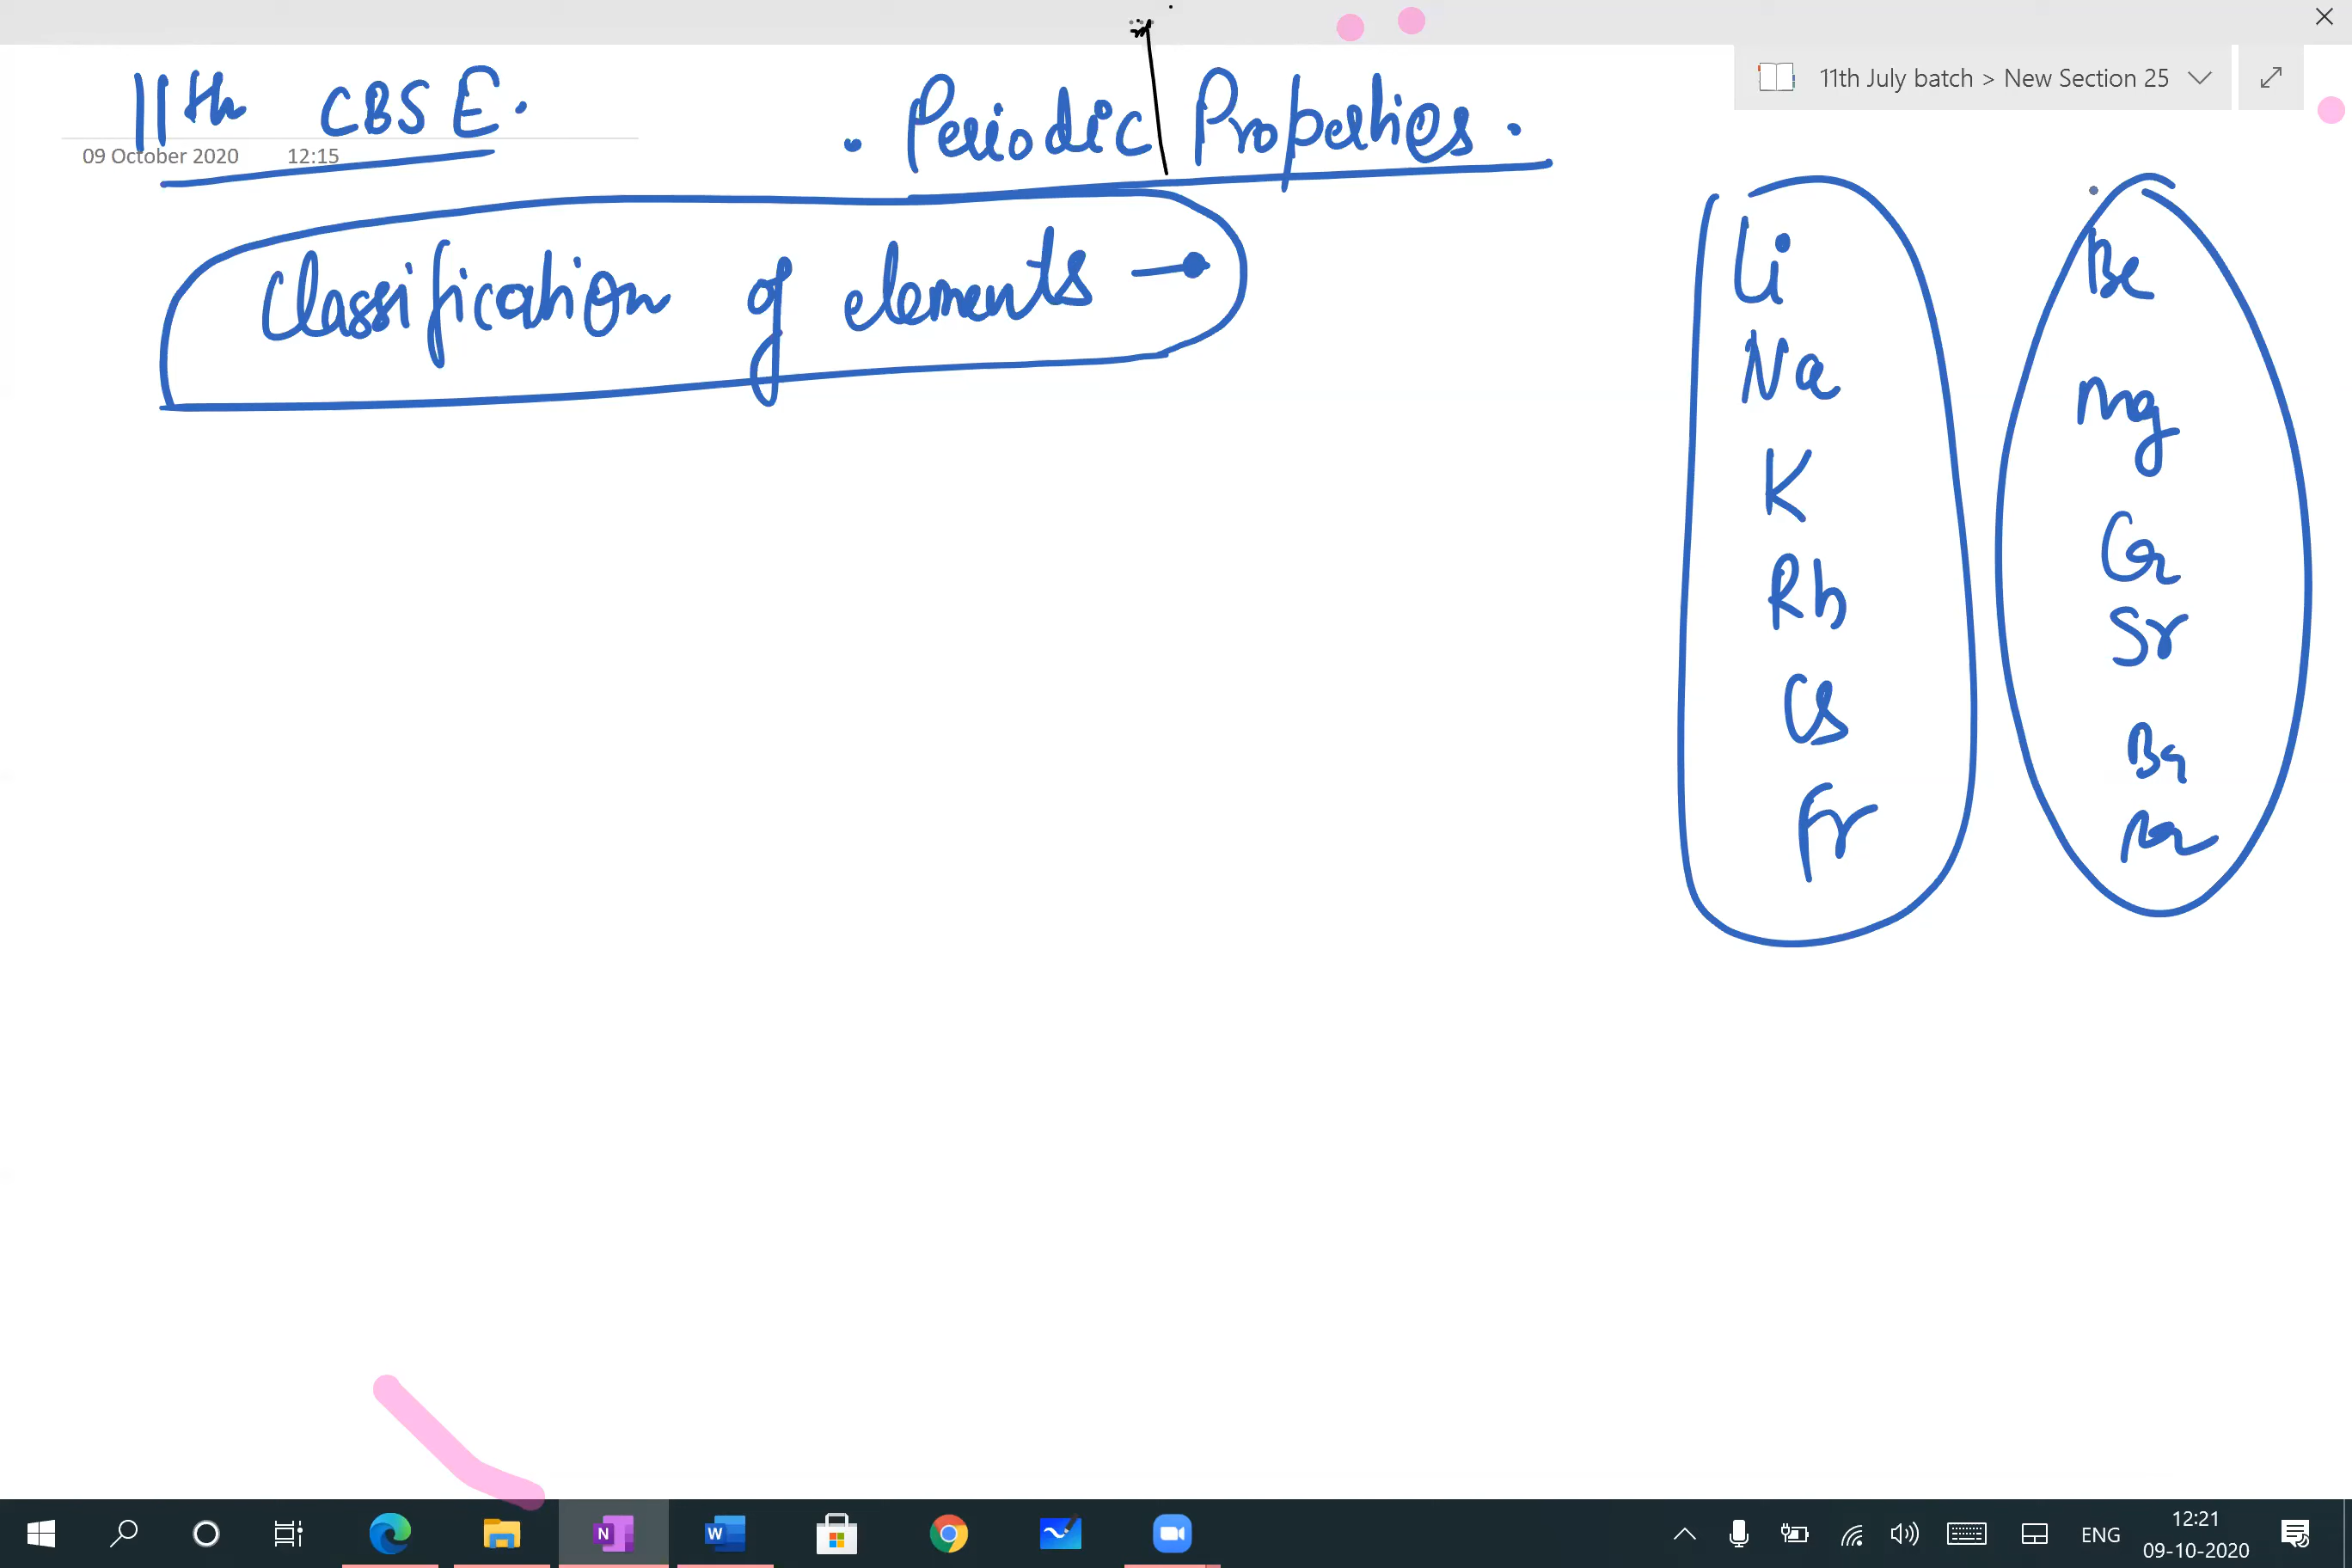 11th July batch > New Section 25
11th CBSE. . Periodic Properties.
09 October 2020 12:15
Classification of elements →
Li
Na
K
Rb
Cs
Fr
Be
Mg
Ca
Sr
Ba
Ra
ENG
12:21
09-10-2020